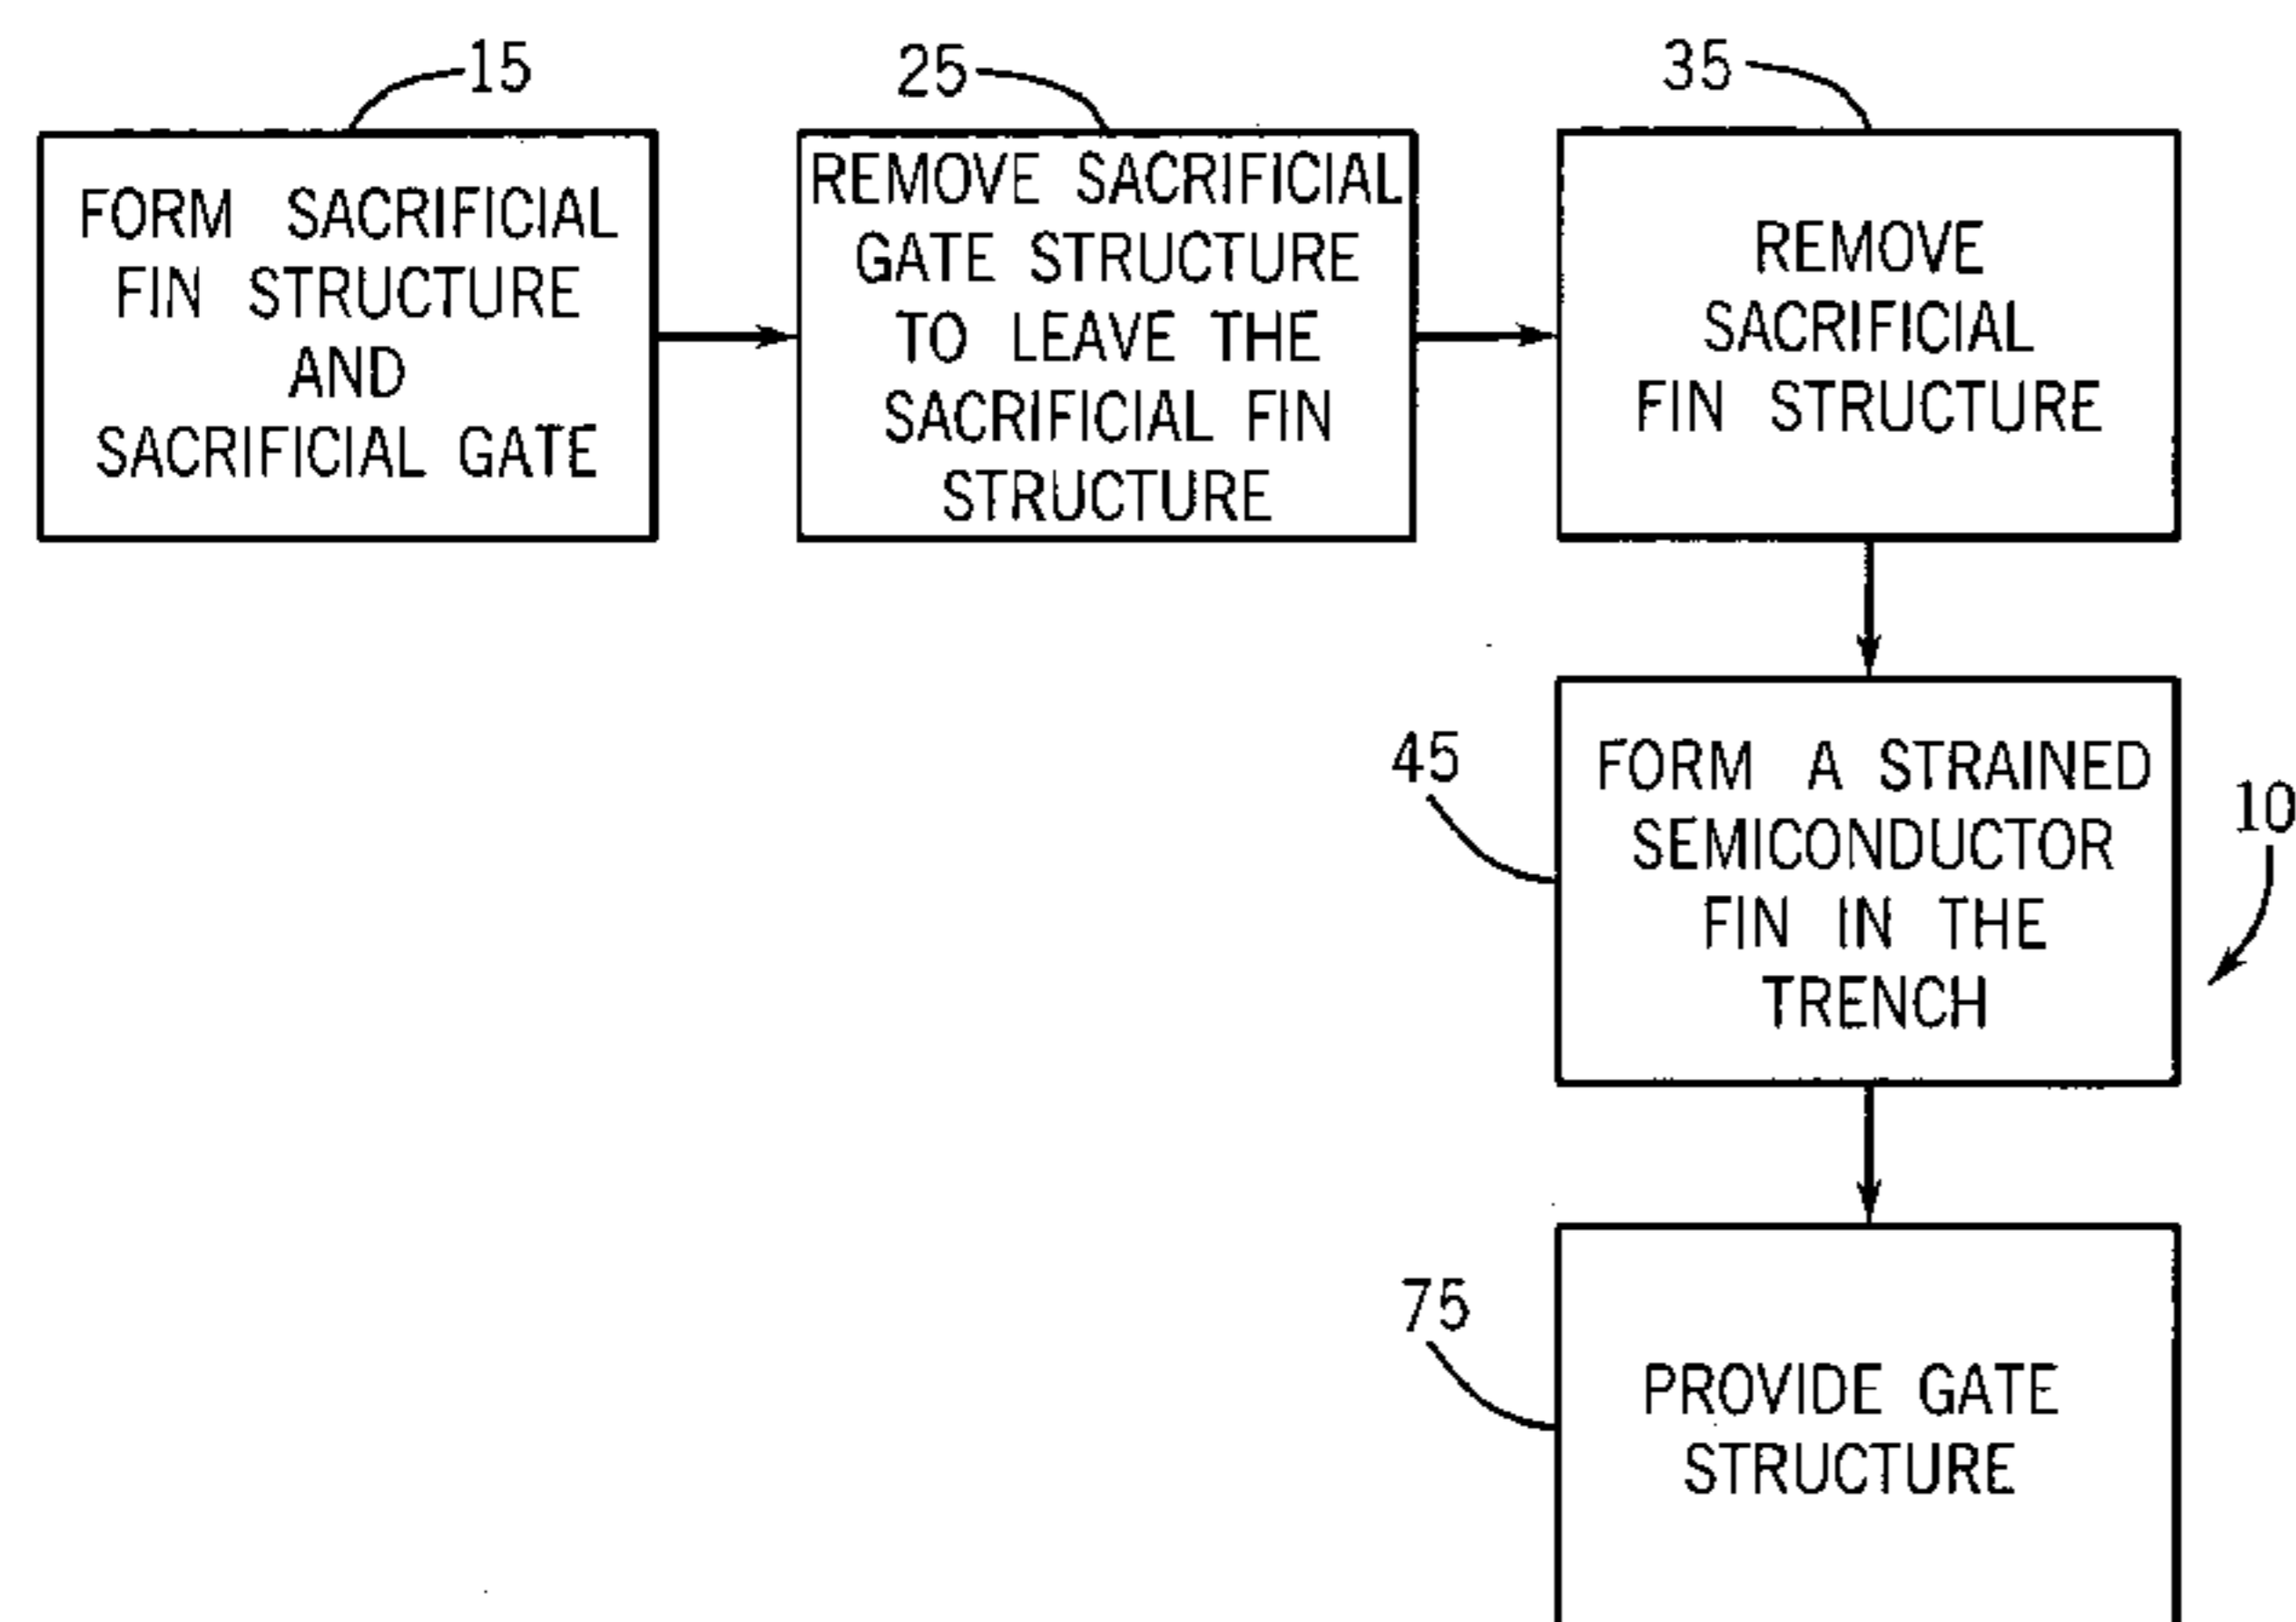 15
FORM SACRIFICIAL
FIN STRUCTURE
AND
SACRIFICIAL GATE
25
REMOVE SACRIFICIAL
GATE STRUCTURE
TO LEAVE THE
SACRIFICIAL FIN
STRUCTURE
35
REMOVE
SACRIFICIAL
FIN STRUCTURE
45
FORM A STRAINED
SEMICONDUCTOR
FIN IN THE
TRENCH
10
75
PROVIDE GATE
STRUCTURE